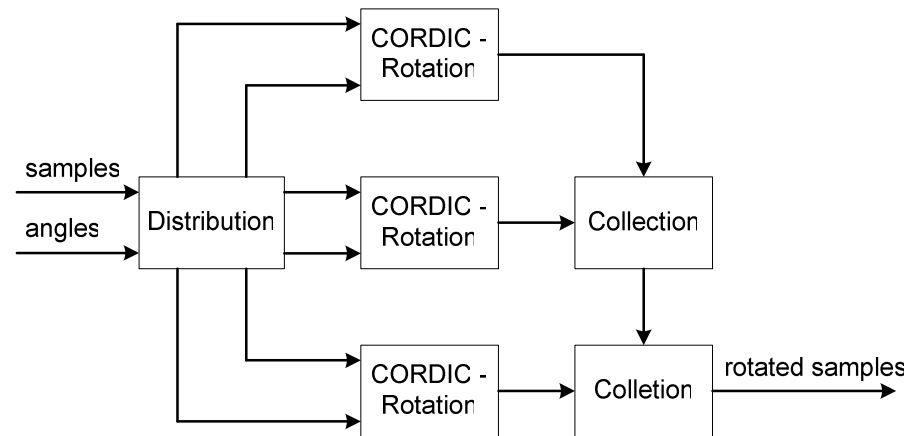 CORDIC -
Rotation
samples
angles
Distribution
CORDIC -
Rotation
Collection
CORDIC -
Rotation
Colletion
rotated samples